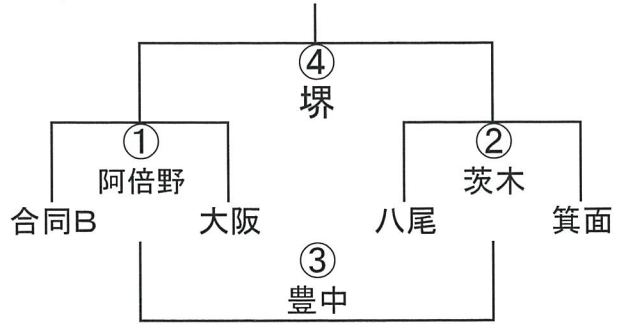 ④
堺
①
②
阿倍野
茨木
合同B
大阪
八尾
箕面
③
豊中